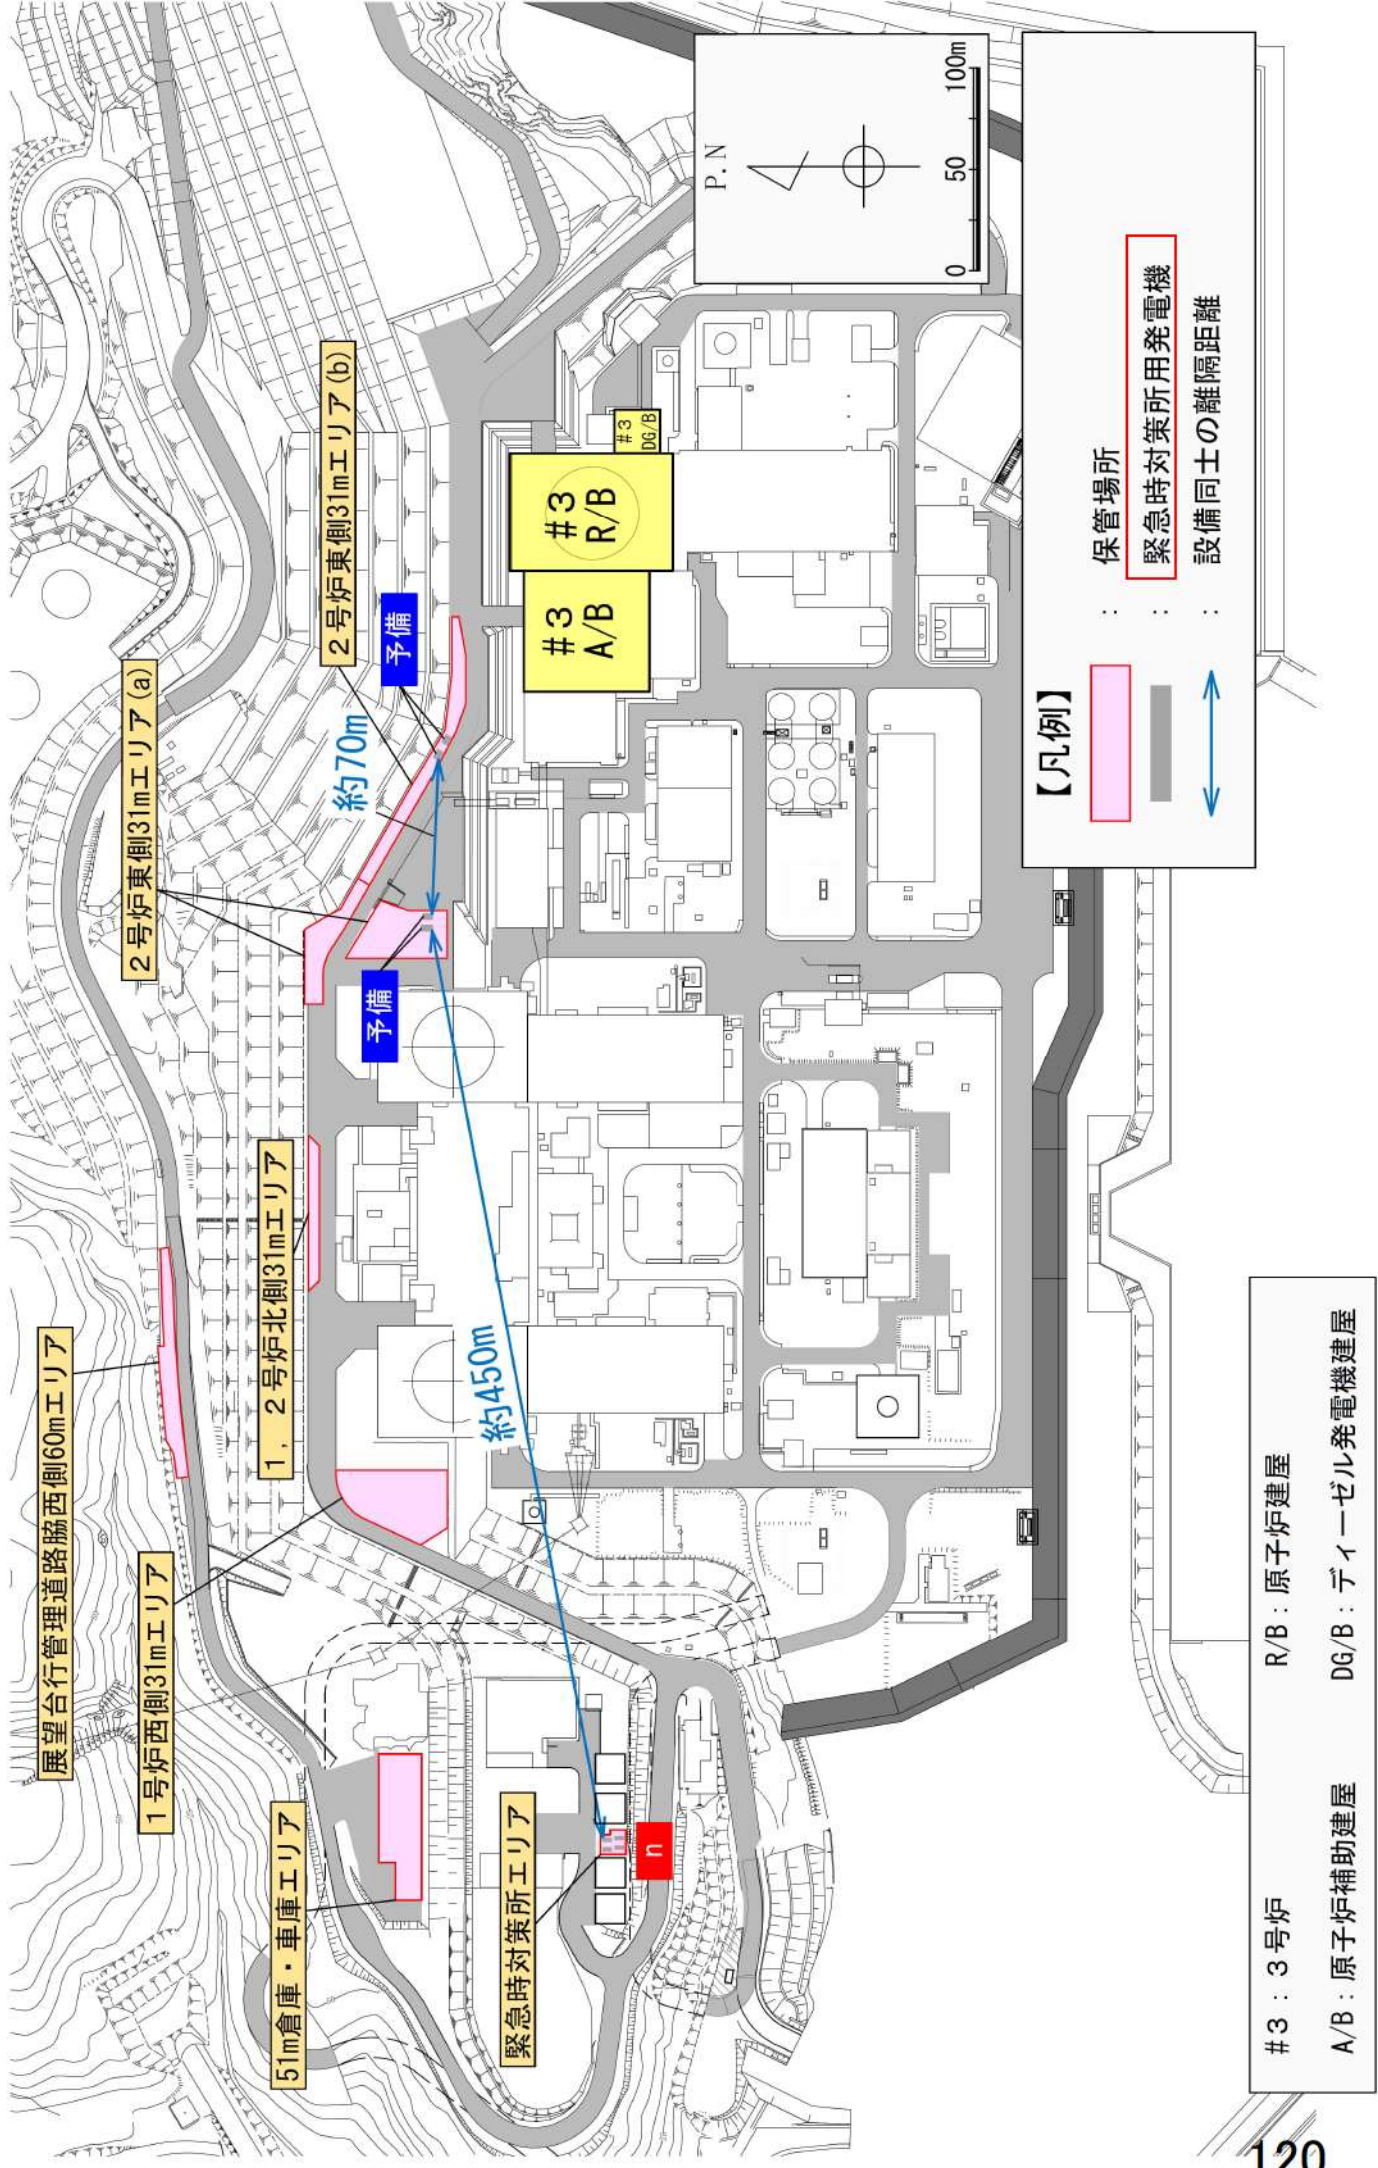 展望台行管理道路脇西側60mエリア
1号炉西側31mエリア
51m倉庫・車庫エリア
1，2号炉北側31mエリア
2号炉東側31mエリア(a)
2号炉東側31mエリア(b)
緊急時対策所エリア
予備
予備
約70m
約450m
n
#3
A/B
#3
R/B
#3
DG/B
P.N
0 50 100m
【凡例】
： 保管場所
： 緊急時対策所用発電機
： 設備同士の離隔距離
#3：3号炉 R/B：原子炉建屋
A/B：原子炉補助建屋 DG/B：ディーゼル発電機建屋
120